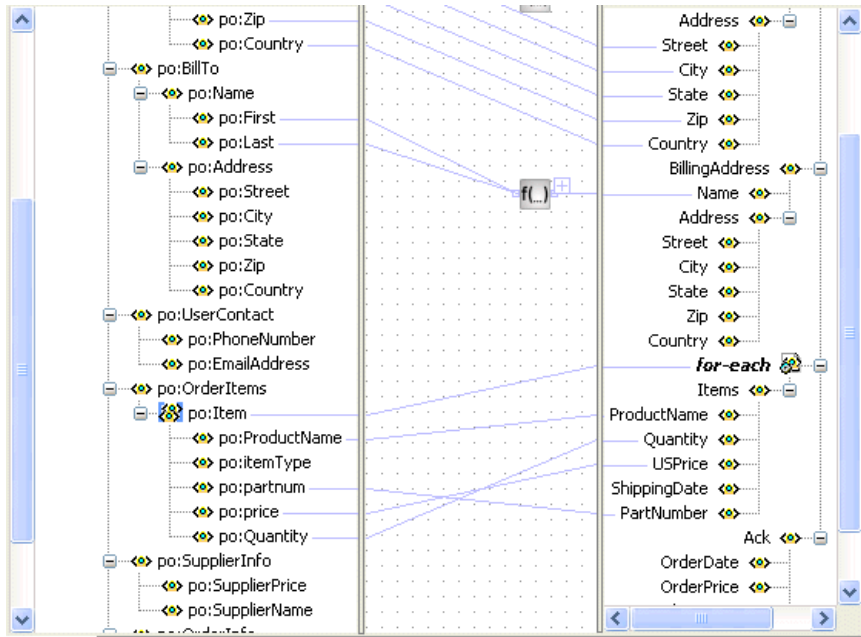 po:Zip
po:Country
po:BillTo
po:Name
po:First
po:Last
po:Address
po:Street
po:City
po:State
po:Zip
po:Country
po:UserContact
po:PhoneNumber
po:EmailAddress
po:OrderItems
po:Item
po:ProductName
po:itemType
po:partnum
po:price
po:Quantity
po:SupplierInfo
po:SupplierPrice
po:SupplierName
f(...)
Address
Street
City
State
Zip
Country
BillingAddress
Name
Address
Street
City
State
Zip
Country
for-each
Items
ProductName
Quantity
USPrice
ShippingDate
PartNumber
Ack
OrderDate
OrderPrice